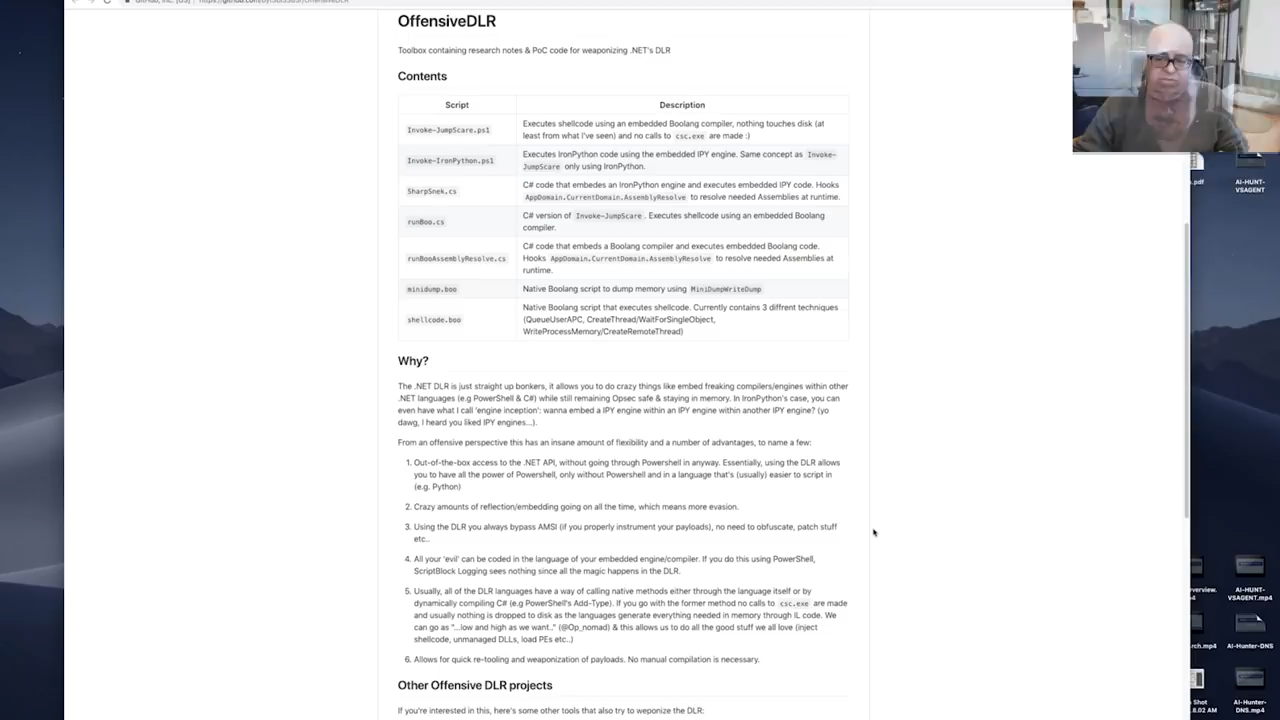 OffensiveDLR
Toolbox containing research notes & PoC code for weaponizing .NET's DLR
Contents
Script
Description
Invoke-JumpScare.ps1
Executes shellcode using an embedded Boolang compiler, nothing touches disk (at
least from what I've seen) and no calls to csc.exe are made :)
Invoke-IronPython.ps1
Executes IronPython code using the embedded IPY engine. Same concept as Invoke-
JumpScare only using IronPython.
SharpSnek.cs
C# code that embedes an IronPython engine and executes embedded IPY code. Hooks
AppDomain.CurrentDomain.AssemblyResolve to resolve needed Assemblies at runtime.
runBoo.cs
C# version of Invoke-JumpScare. Executes shellcode using an embedded Boolang
compiler.
runBooAssemblyResolve.cs
C# code that embeds a Boolang compiler and executes embedded Boolang code.
Hooks AppDomain.CurrentDomain.AssemblyResolve to resolve needed Assemblies at
runtime.
minidump.boo
Native Boolang script to dump memory using MiniDumpWriteDump
shellcode.boo
Native Boolang script that executes shellcode. Currently contains 3 diffrent techniques
(QueueUserAPC, CreateThread/WaitForSingleObject,
WriteProcessMemory/CreateRemoteThread)
Why?
The .NET DLR is just straight up bonkers, it allows you to do crazy things like embed freaking compilers/engines within other
.NET languages (e.g PowerShell & C#) while still remaining Opsec safe & staying in memory. In IronPython's case, you can
even have what I call 'engine inception': wanna embed a IPY engine within an IPY engine within another IPY engine? (yo
dawg, I heard you liked IPY engines...).
From an offensive perspective this has an insane amount of flexibility and a number of advantages, to name a few:
1. Out-of-the-box access to the .NET API, without going through Powershell in anyway. Essentially, using the DLR allows
you to have all the power of Powershell, only without Powershell and in a language that's (usually) easier to script in
(e.g. Python)
2. Crazy amounts of reflection/embedding going on all the time, which means more evasion.
3. Using the DLR you always bypass AMSI (if you properly instrument your payloads), no need to obfuscate, patch stuff
etc..
4. All your 'evil' can be coded in the language of your embedded engine/compiler. If you do this using PowerShell,
ScriptBlock Logging sees nothing since all the magic happens in the DLR.
5. Usually, all of the DLR languages have a way of calling native methods either through the language itself or by
dynamically compiling C# (e.g PowerShell's Add-Type). If you go with the former method no calls to csc.exe are made
and usually nothing is dropped to disk as the languages generate everything needed in memory through IL code. We
can go as "...low and high as we want.." (@Op_nomad) & this allows us to do all the good stuff we all love (inject
shellcode, unmanaged DLLs, load PEs etc..)
6. Allows for quick re-tooling and weaponization of payloads. No manual compilation is necessary.
Other Offensive DLR projects
If you're interested in this, here's some other tools that also try to weponize the DLR:
AI-HUNT-
VSAGENT
AI-HUNT-
VSAGENT.mp4
AI-Hunter-DNS
AI-Hunter-
DNS.mp4